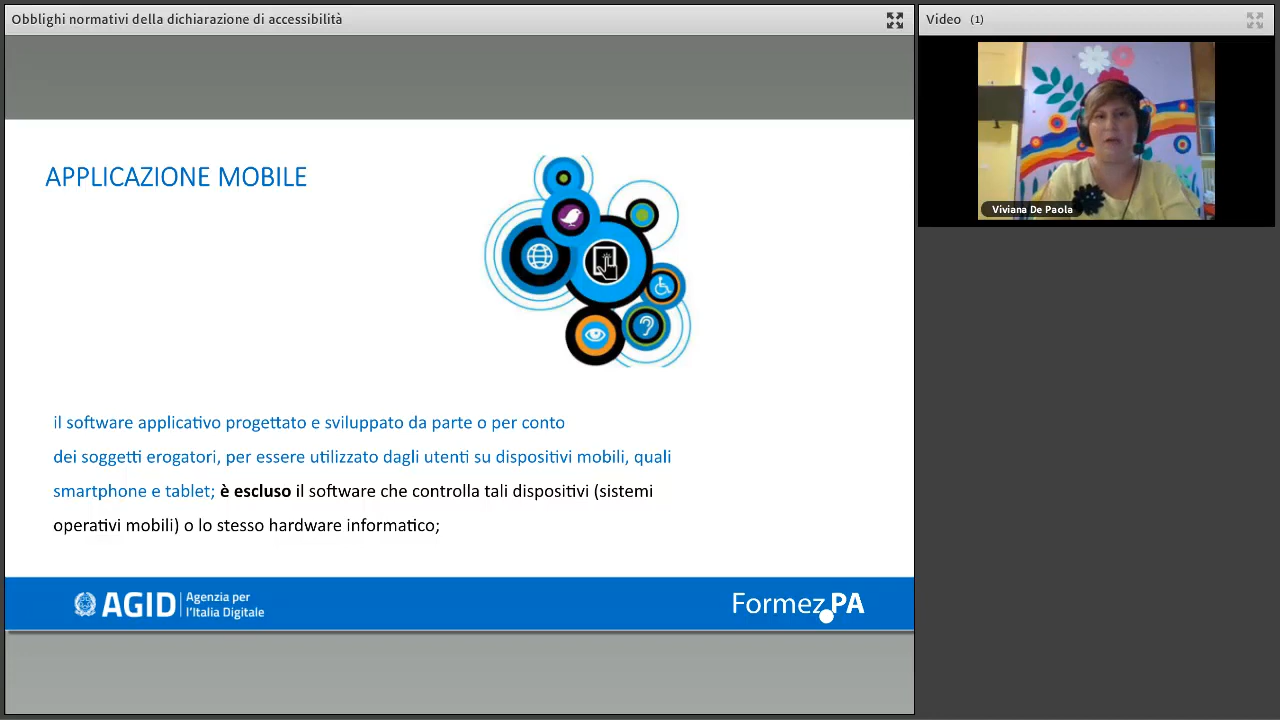 Obblighi normativi della dichiarazione di accessibilità
Video (1)
Viviana De Paola
APPLICAZIONE MOBILE
il software applicativo progettato e sviluppato da parte o per conto
dei soggetti erogatori, per essere utilizzato dagli utenti su dispositivi mobili, quali
smartphone e tablet; è escluso il software che controlla tali dispositivi (sistemi
operativi mobili) o lo stesso hardware informatico;
AGID
Agenzia per
l'Italia Digitale
Formez PA